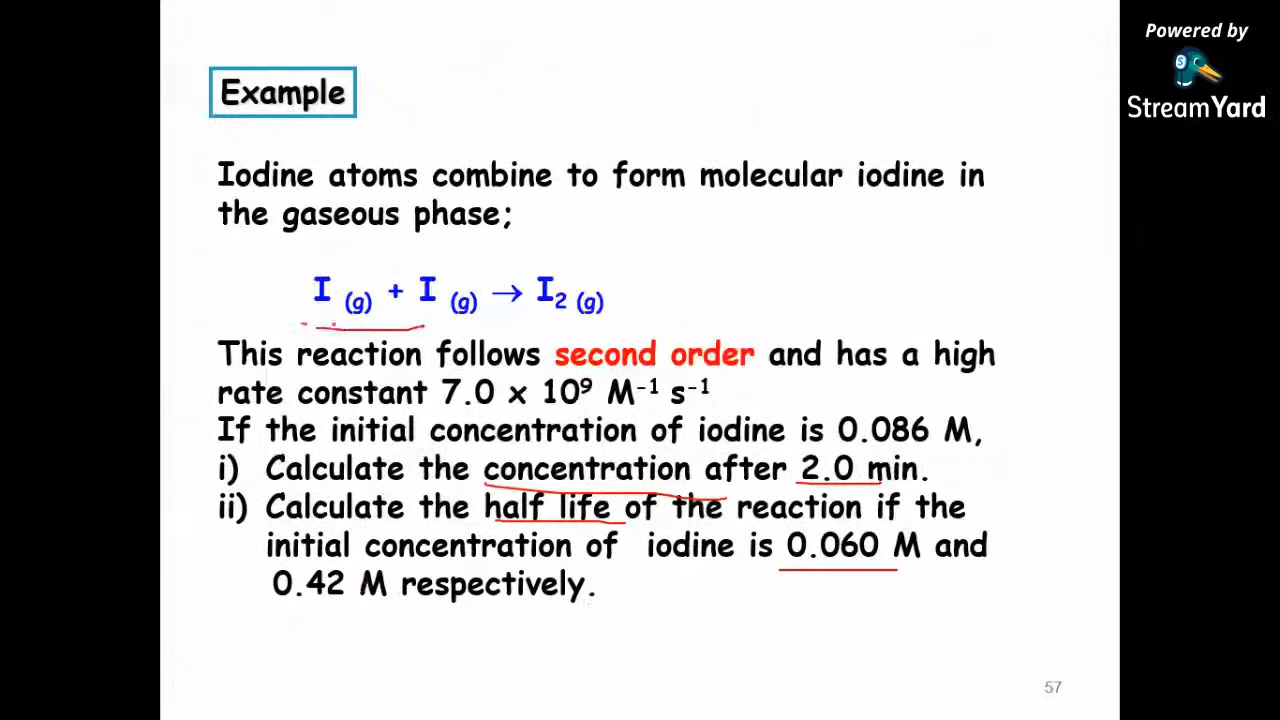 Powered by
StreamYard
Example
Iodine atoms combine to form molecular iodine in
the gaseous phase;
I (g) + I (g) → I2 (g)
This reaction follows second order and has a high
rate constant 7.0 x 10⁹ M⁻¹ s⁻¹
If the initial concentration of iodine is 0.086 M,
i) Calculate the concentration after 2.0 min.
ii) Calculate the half life of the reaction if the
initial concentration of iodine is 0.060 M and
0.42 M respectively.
57